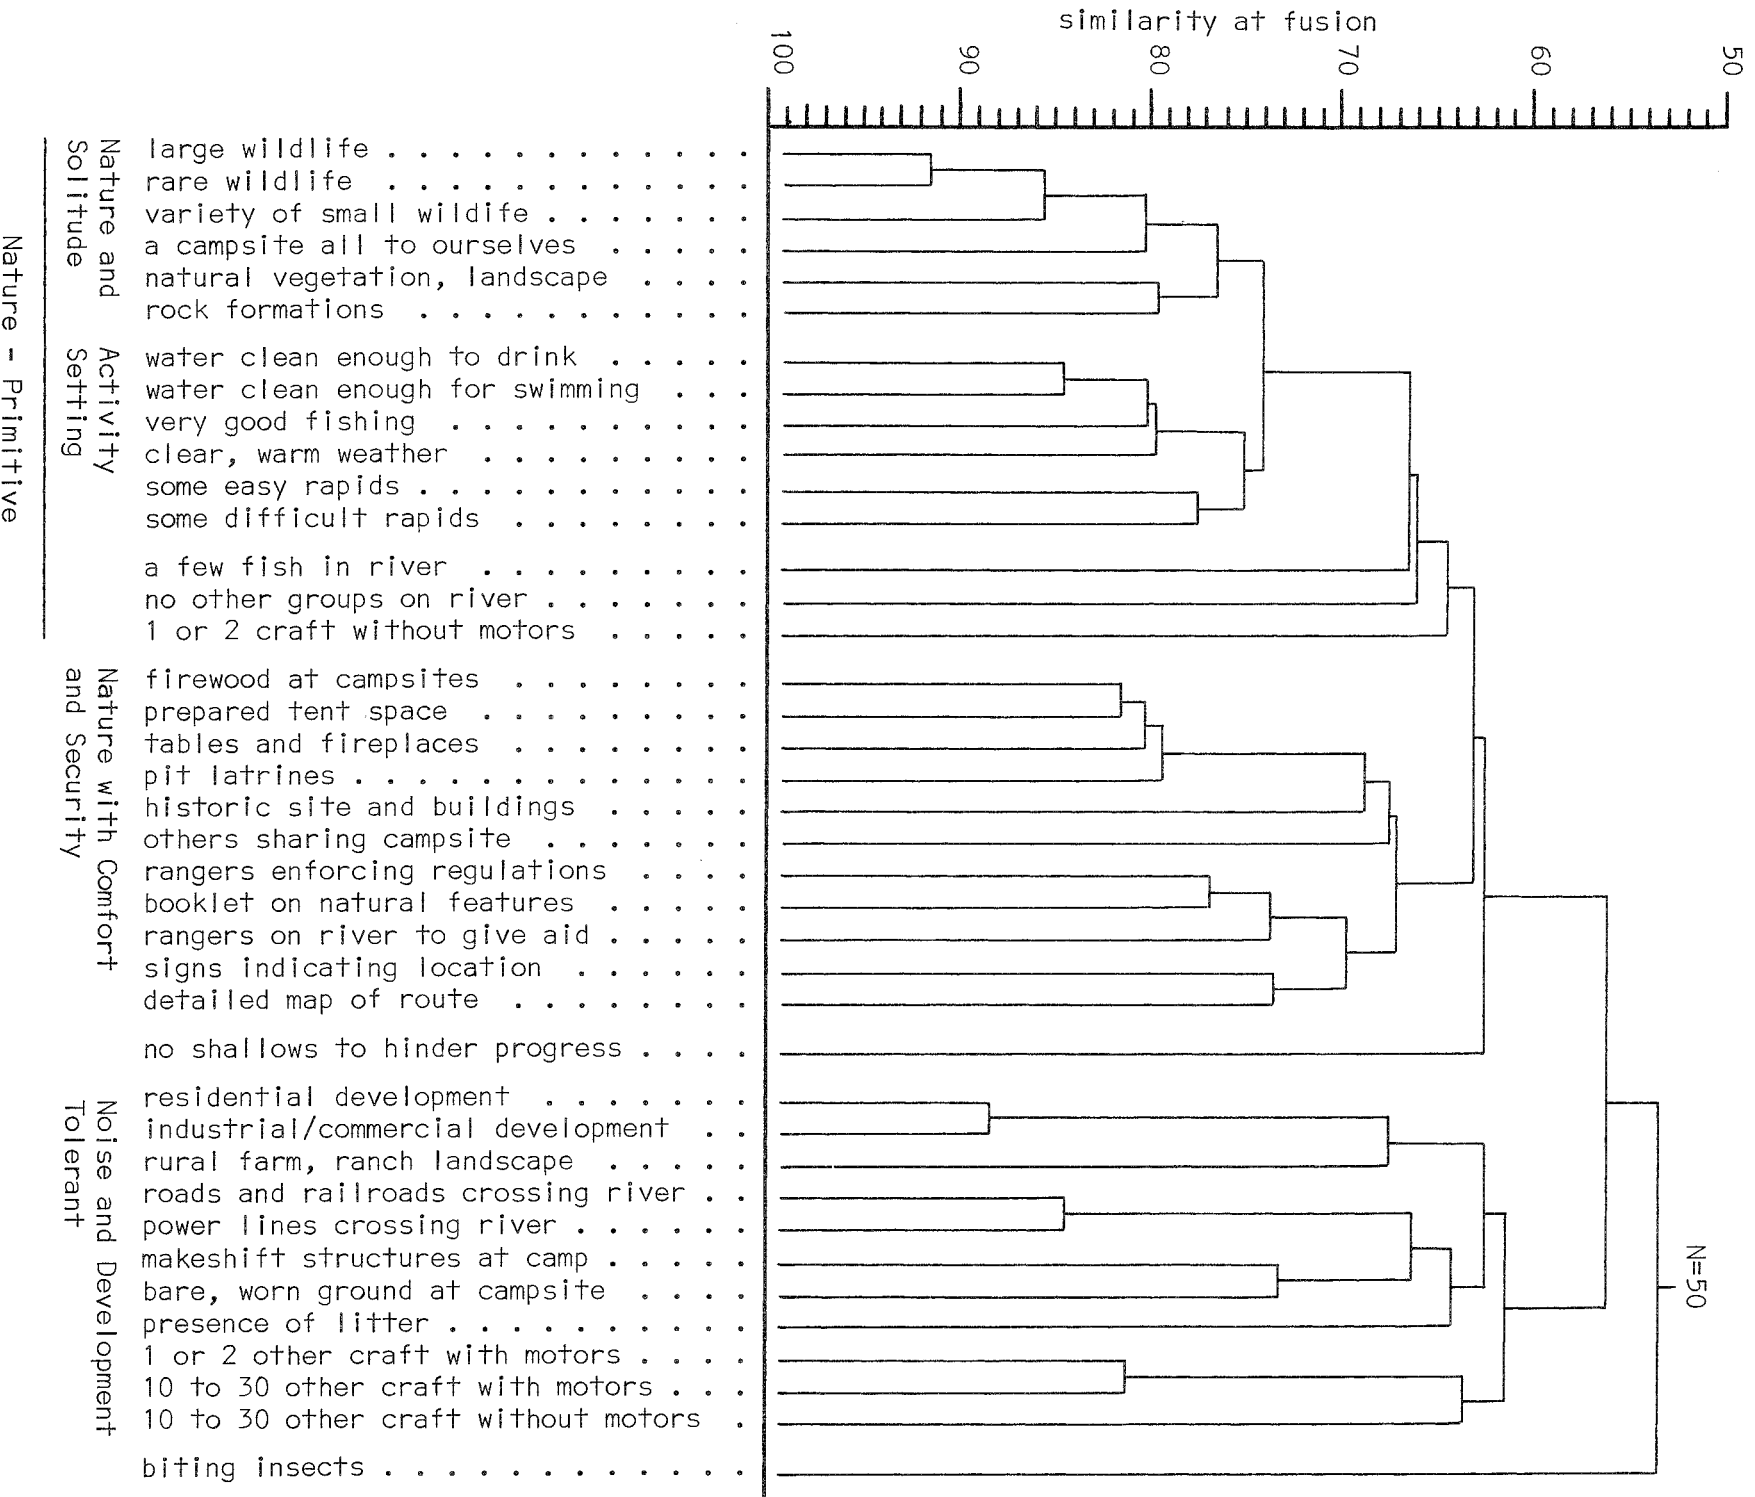 similarity at fusion
100 90 80 70 60 50
Nature - Primitive
Nature and
Solitude
large wildlife . . . . . . . . . . . .
rare wildlife . . . . . . . . . . . .
variety of small wildife . . . . . . .
a campsite all to ourselves . . . . .
natural vegetation, landscape . . . .
rock formations . . . . . . . . . . .
Activity
Setting
water clean enough to drink . . . . .
water clean enough for swimming . . .
very good fishing . . . . . . . . . .
clear, warm weather . . . . . . . . .
some easy rapids . . . . . . . . . . .
some difficult rapids . . . . . . . .
a few fish in river . . . . . . . . .
no other groups on river . . . . . . .
1 or 2 craft without motors . . . . .
Nature with Comfort
and Security
firewood at campsites . . . . . . . .
prepared tent space . . . . . . . . .
tables and fireplaces . . . . . . . .
pit latrines . . . . . . . . . . . . .
historic site and buildings . . . . .
others sharing campsite . . . . . . .
rangers enforcing regulations . . . .
booklet on natural features . . . . .
rangers on river to give aid . . . . .
signs indicating location . . . . . .
detailed map of route . . . . . . . .
no shallows to hinder progress . . . .
Noise and Development
Tolerant
residential development . . . . . . .
industrial/commercial development . .
rural farm, ranch landscape . . . . .
roads and railroads crossing river . .
power lines crossing river . . . . . .
makeshift structures at camp . . . . .
bare, worn ground at campsite . . . .
presence of litter . . . . . . . . . .
1 or 2 other craft with motors . . . .
10 to 30 other craft with motors . . .
10 to 30 other craft without motors .
biting insects . . . . . . . . . . . .
N=50